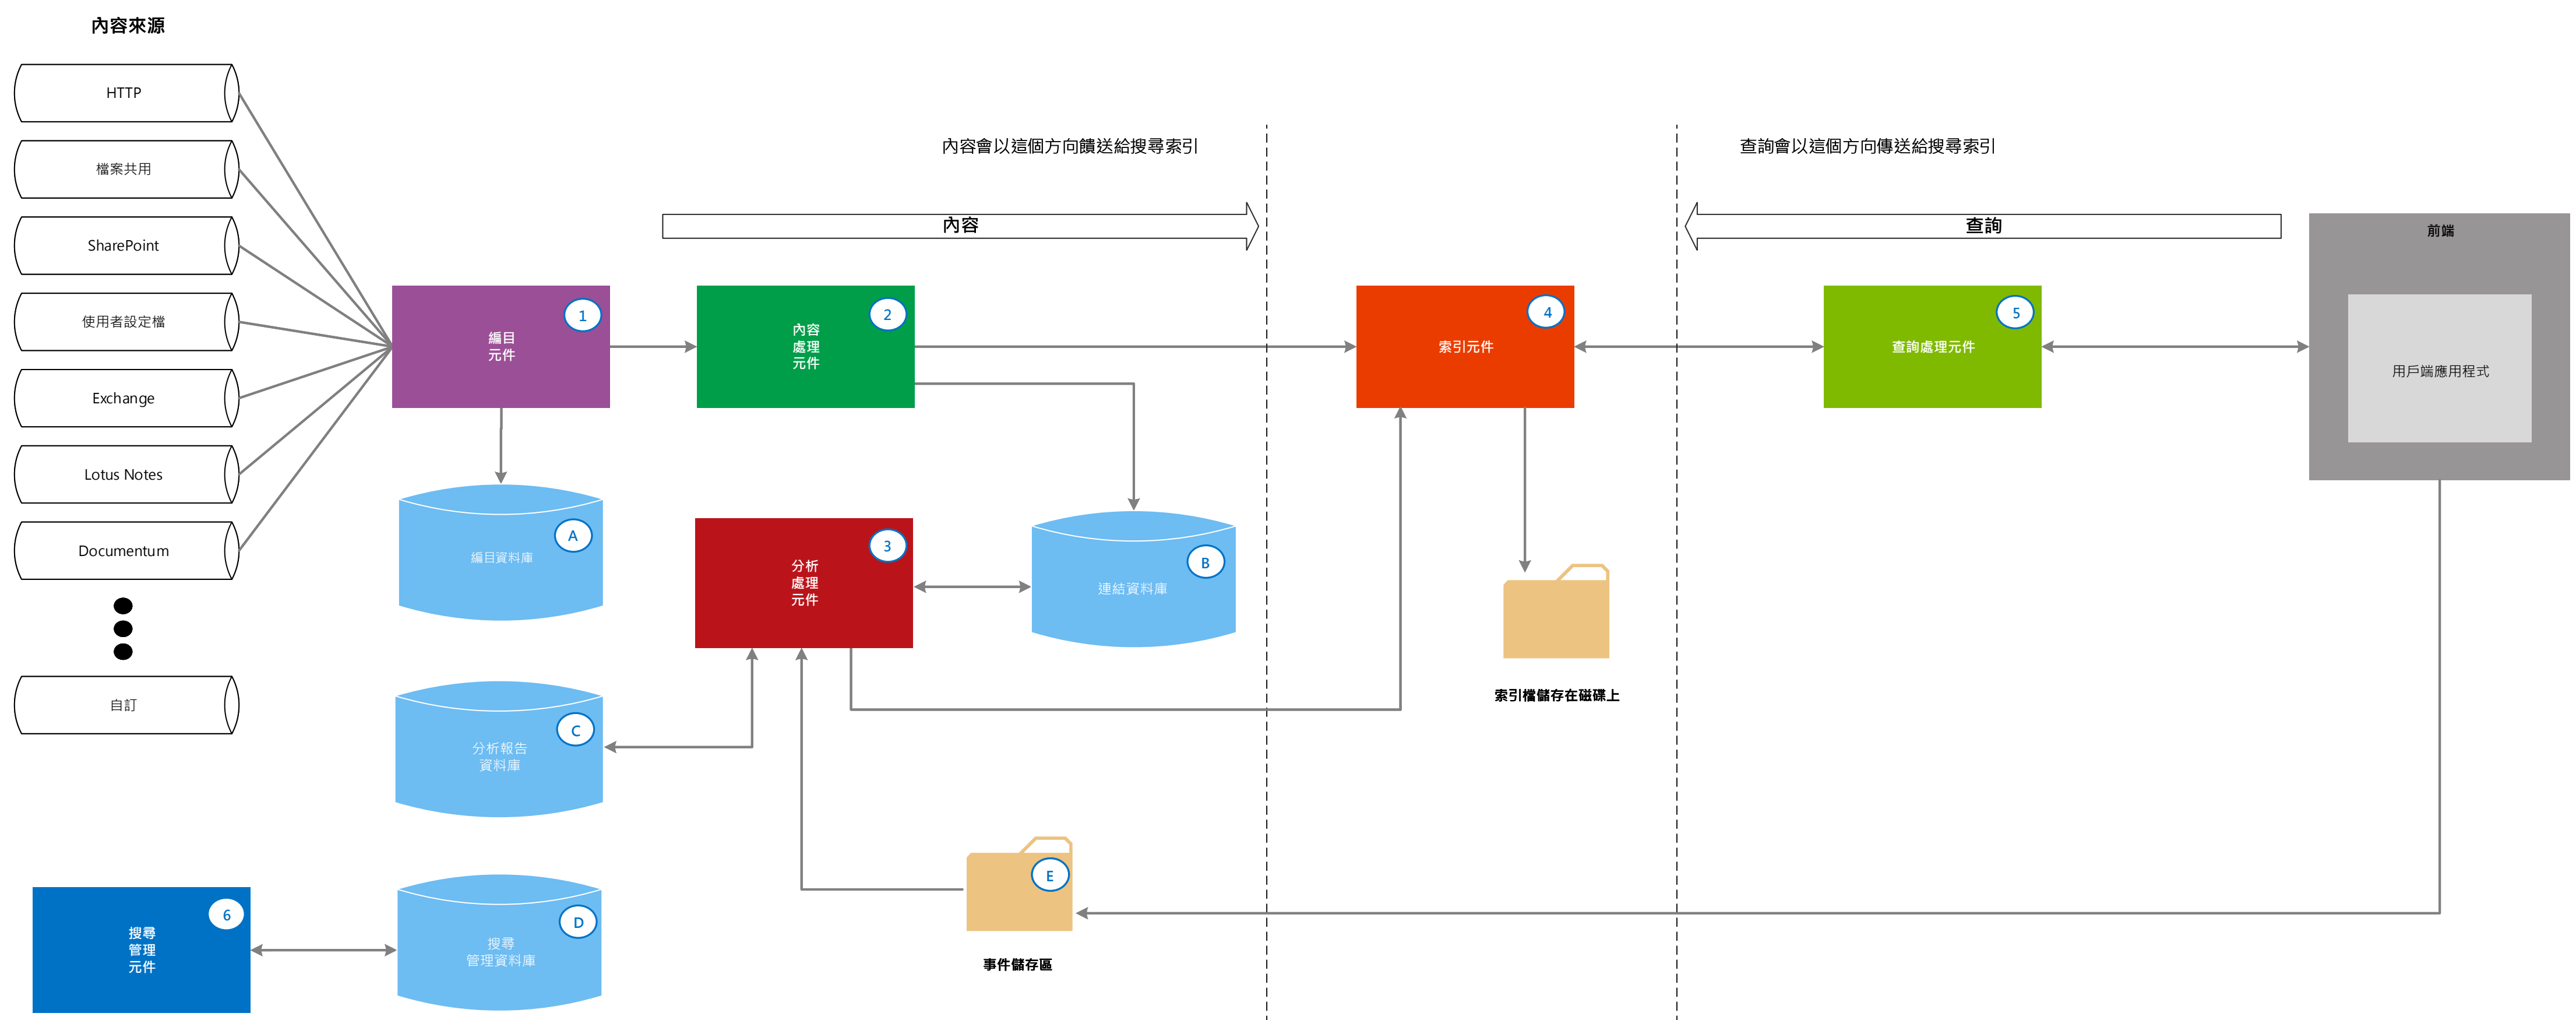 內容來源
HTTP
檔案共用
SharePoint
使用者設定檔
Exchange
Lotus Notes
Documentum
自訂
內容會以這個方向饋送給搜尋索引
查詢會以這個方向傳送給搜尋索引
內容
查詢
前端
用戶端應用程式
1
編目
元件
2
內容
處理
元件
4
索引元件
5
查詢處理元件
A
編目資料庫
3
分析
處理
元件
B
連結資料庫
索引檔儲存在磁碟上
C
分析報告
資料庫
E
事件儲存區
6
搜尋
管理
元件
D
搜尋
管理資料庫